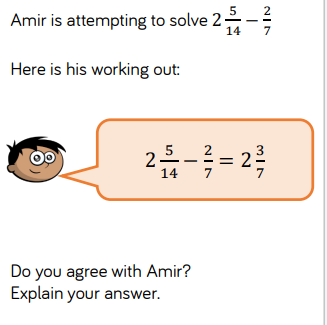 Amir is attempting to solve 2 5/14 − 2/7
Here is his working out:
2 5/14 − 2/7 = 2 3/7
Do you agree with Amir?
Explain your answer.